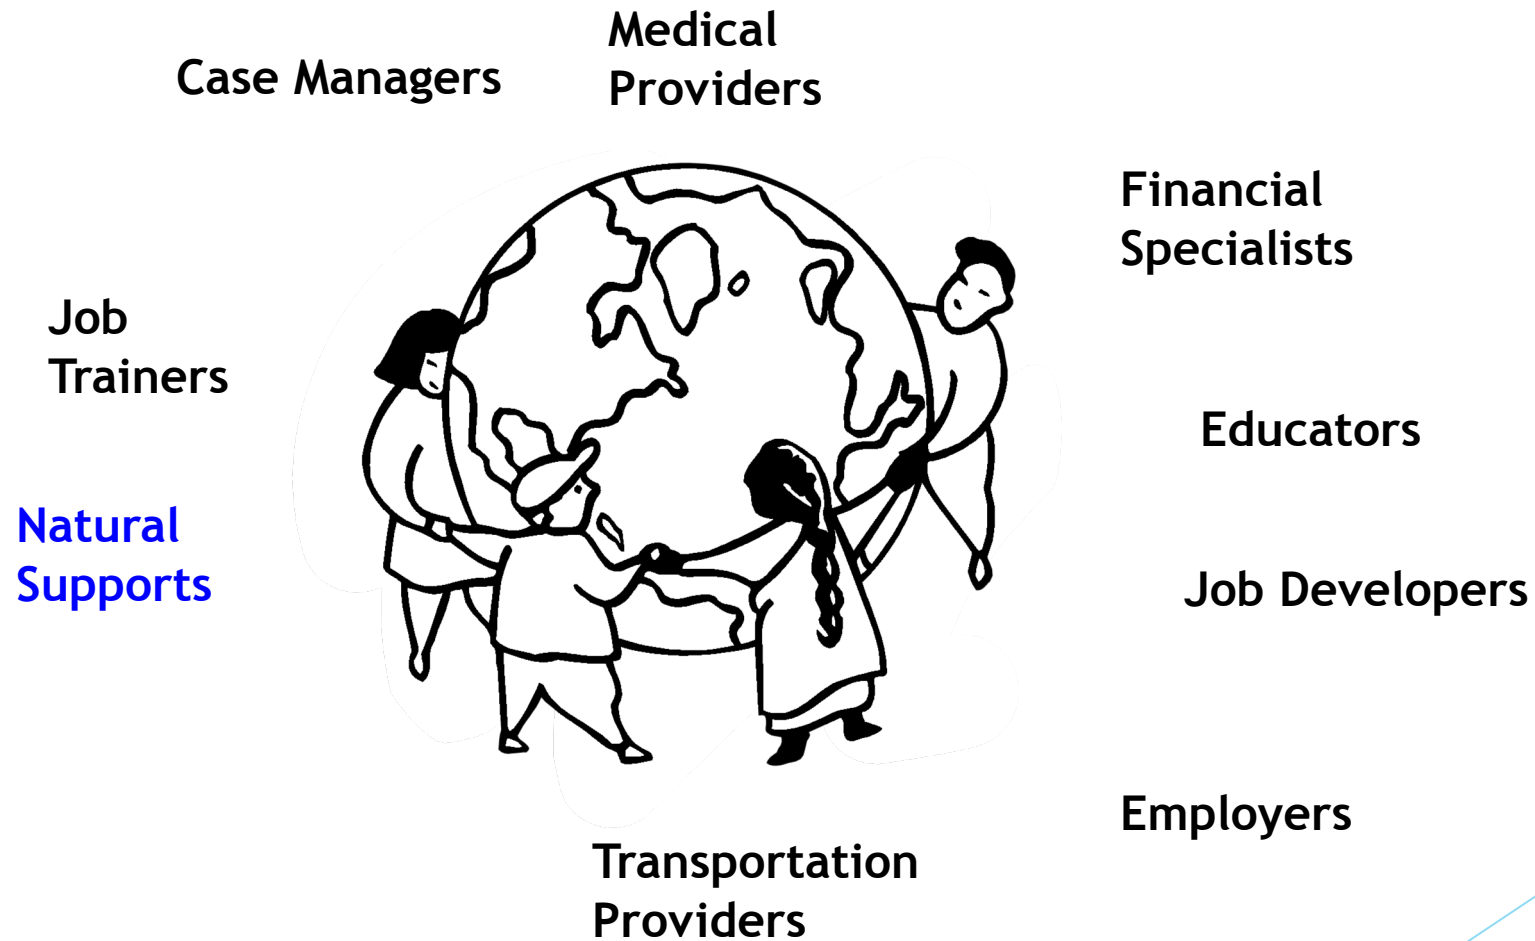 Medical
Providers
Case Managers
Financial
Specialists
Job
Trainers
Educators
Natural
Supports
Job Developers
Employers
Transportation
Providers